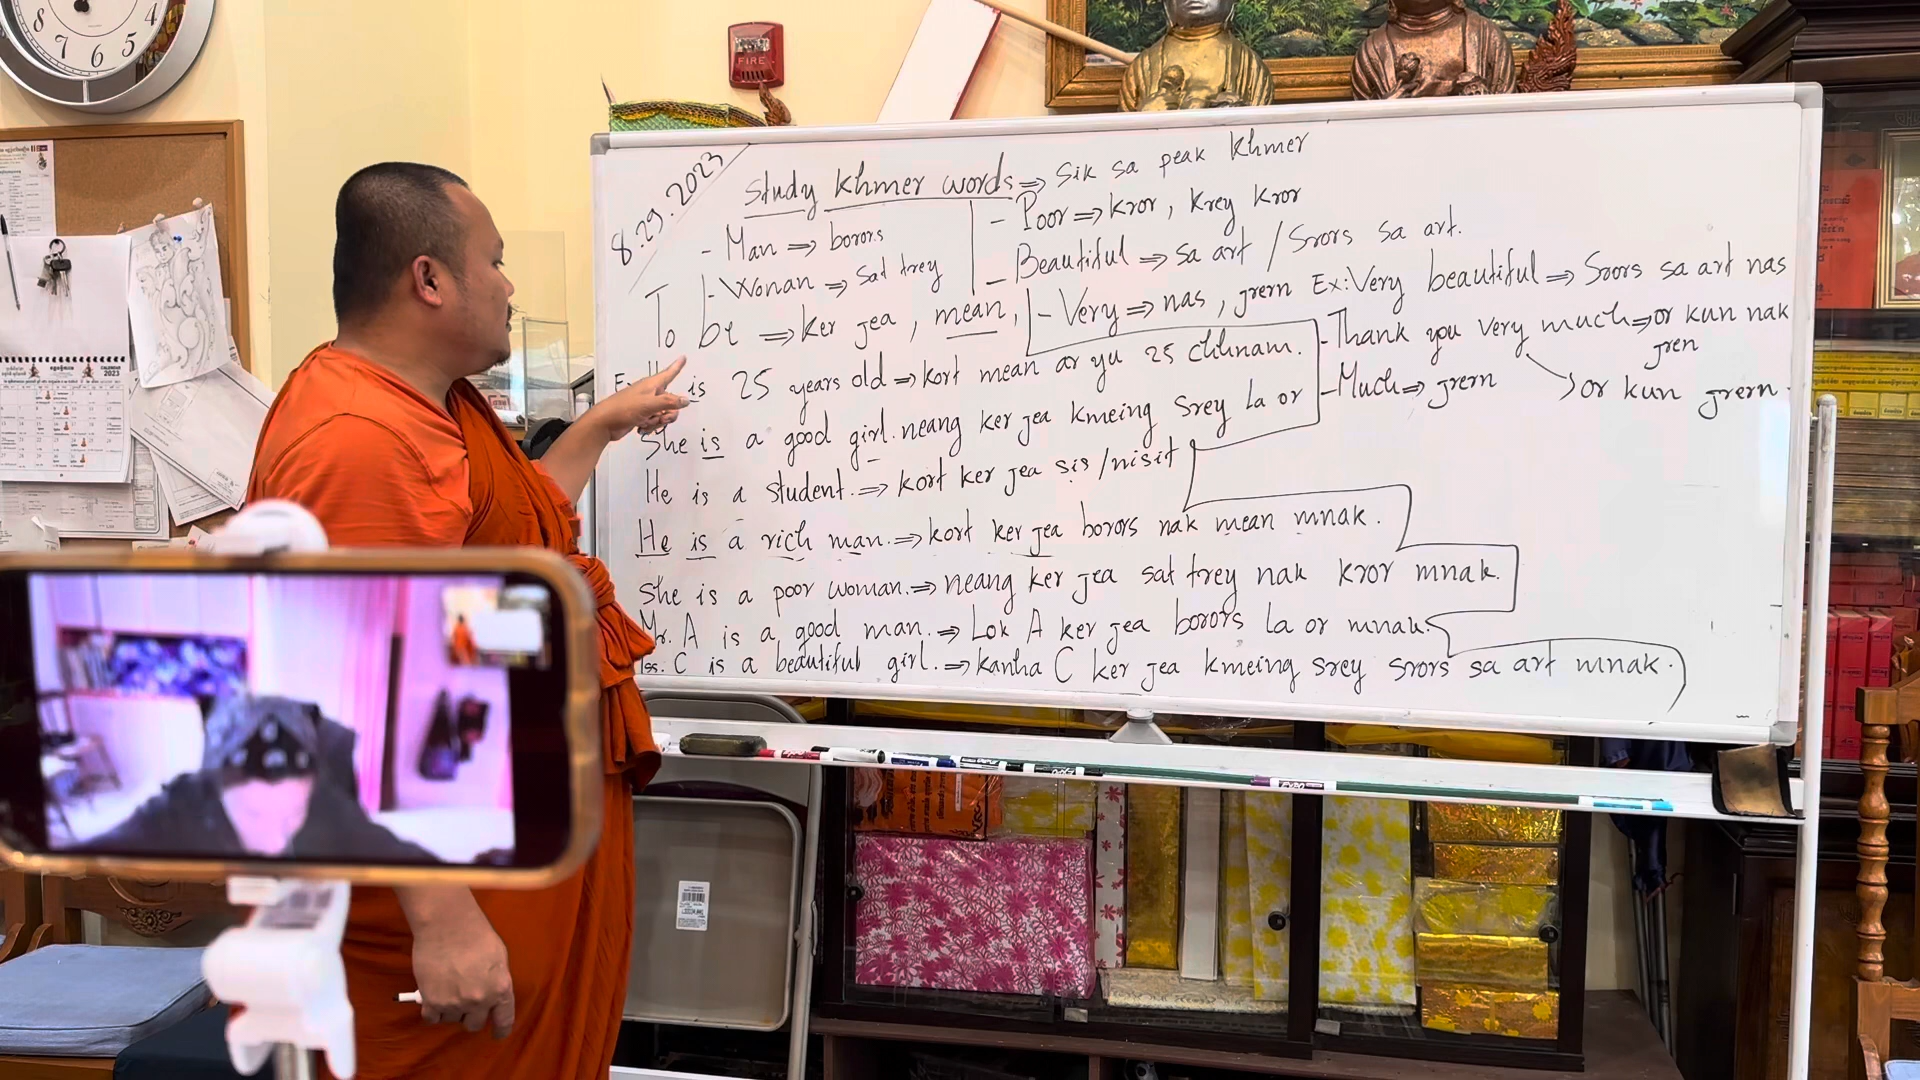 FIRE
8.29.2023
Study Khmer words ⇒ Sik sa peak Khmer
- Man ⇒ borors
- Wonan ⇒ sat trey
- Poor ⇒ kror, krey kror
- Beautiful ⇒ sa art / Srors sa art.
To be ⇒ ker jea, mean,
- Very ⇒ nas, grern Ex: Very beautiful ⇒ Srors sa art nas
- Thank you very much ⇒ or kun nak
gren
- Much ⇒ grern
or kun grern.
is 25 years old ⇒ kort mean ar yu 25 chhnam.
She is a good girl. neang ker jea kmeing Srey la or
He is a student. ⇒ kort ker jea sis / nisit
He is a rich man. ⇒ kort ker jea borors nak mean mnak.
She is a poor woman. ⇒ neang ker jea sat trey nak kror mnak.
Mr. A is a good man. ⇒ Lok A ker jea borors la or mnak.
ss. C is a beautiful girl. ⇒ kanha C ker jea kmeing srey srors sa art mnak.
2023
EXPO